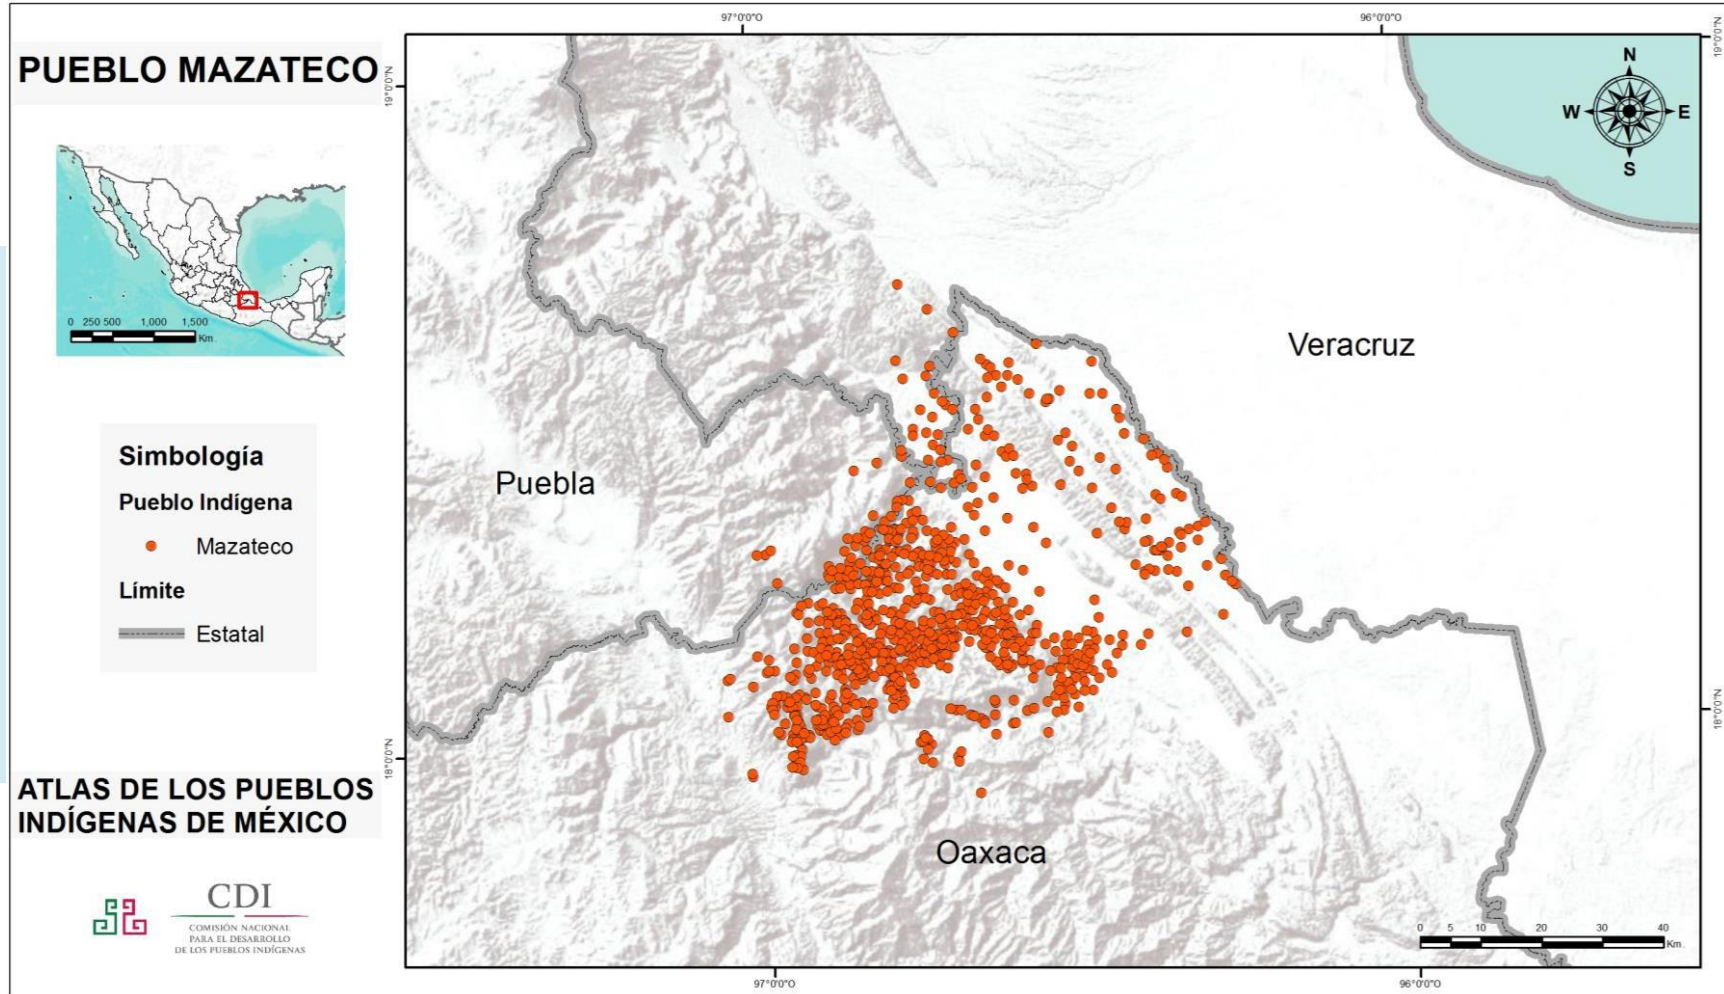 PUEBLO MAZATECO
0 250 500 1,000 1,500
Km.
Simbología
Pueblo Indígena
Mazateco
Límite
Estatal
ATLAS DE LOS PUEBLOS
INDÍGENAS DE MÉXICO
CDI
COMISIÓN NACIONAL
PARA EL DESARROLLO
DE LOS PUEBLOS INDÍGENAS
97°0'0"O
96°0'0"O
19°0'0"N
19°0'0"N
N
W
E
S
Veracruz
Puebla
Oaxaca
18°0'0"N
18°0'0"N
0 5 10 20 30 40
Km.
97°0'0"O
96°0'0"O